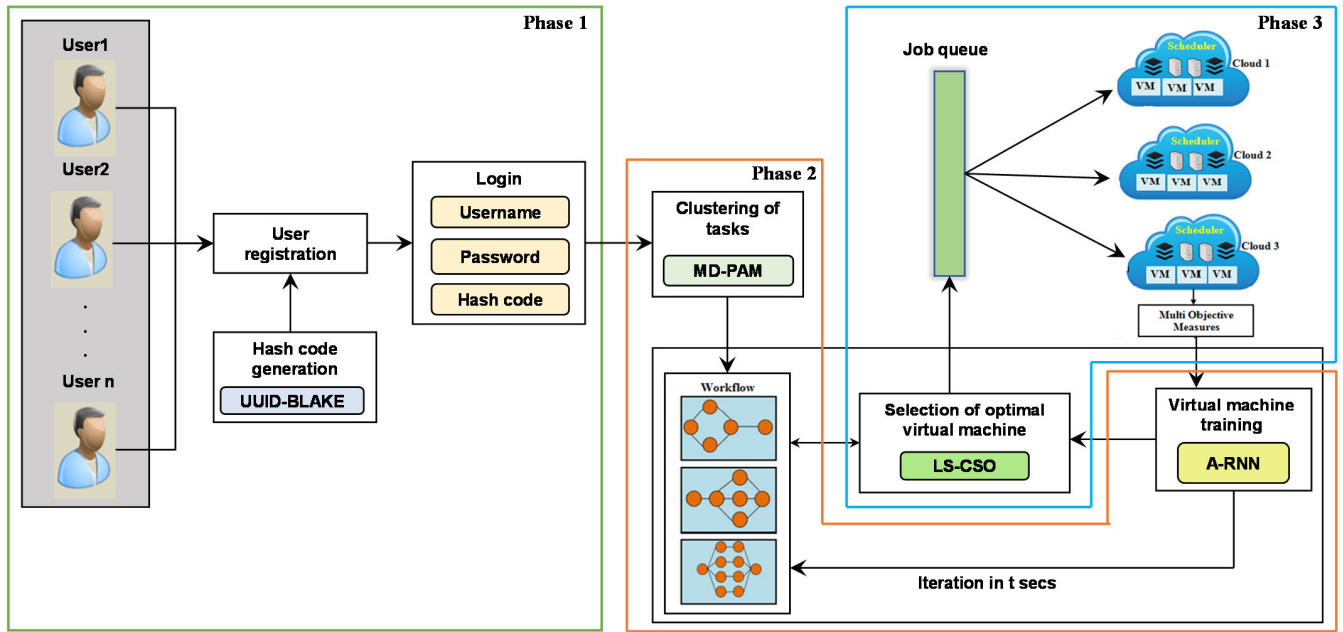 Phase 1
User1
User2
.
.
.
User n
User
registration
Hash code
generation
UUID-BLAKE
Login
Username
Password
Hash code
Phase 2
Clustering of
tasks
MD-PAM
Workflow
Phase 3
Job queue
Scheduler
Cloud 1
VM VM VM
Scheduler
Cloud 2
VM VM VM
Scheduler
Cloud 3
VM VM VM
Multi Objective
Measures
Selection of optimal
virtual machine
LS-CSO
Virtual machine
training
A-RNN
Iteration in t secs